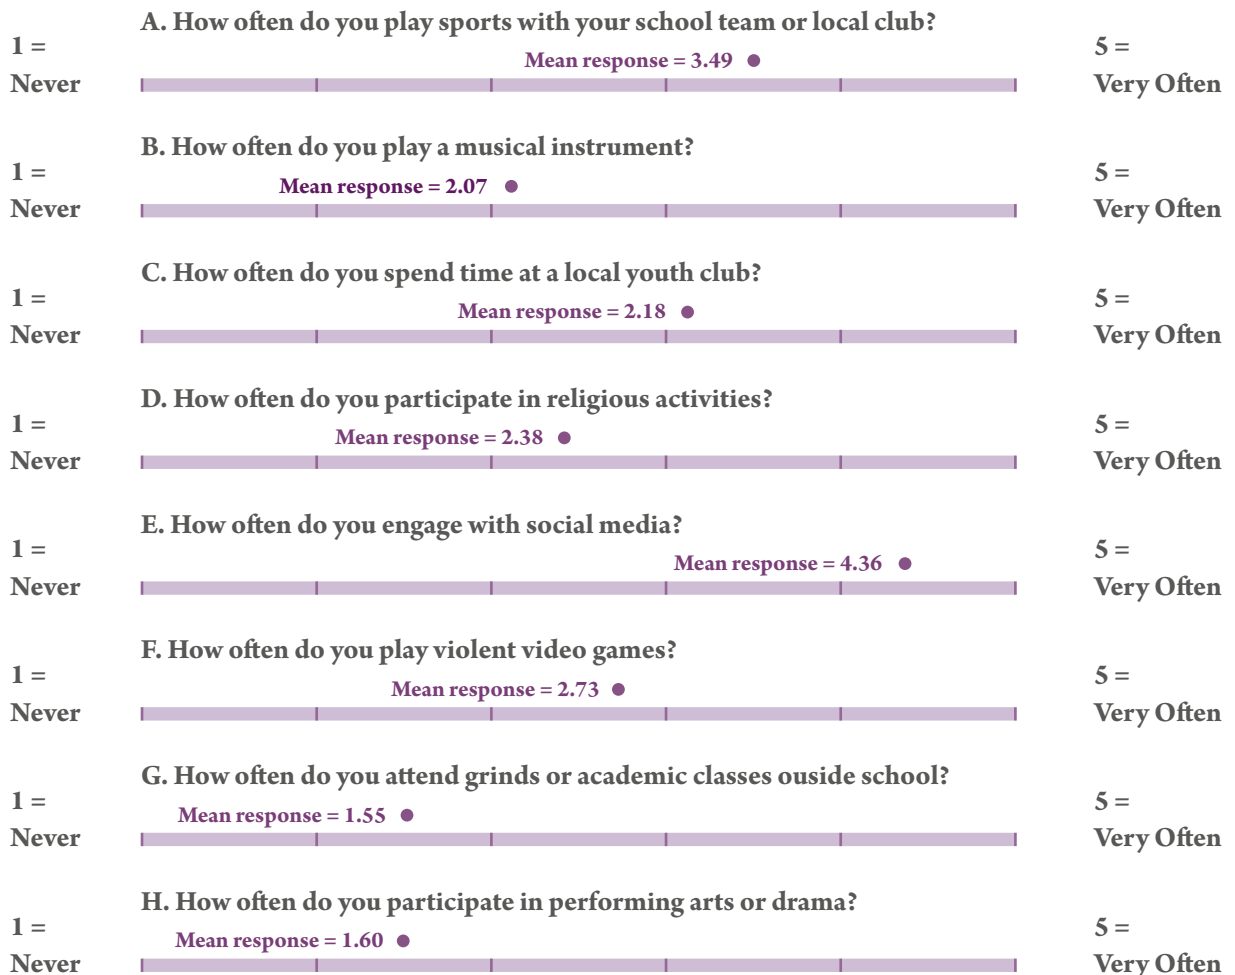 A. How often do you play sports with your school team or local club?
1 =
Never
Mean response = 3.49
5 =
Very Often
B. How often do you play a musical instrument?
1 =
Never
Mean response = 2.07
5 =
Very Often
C. How often do you spend time at a local youth club?
1 =
Never
Mean response = 2.18
5 =
Very Often
D. How often do you participate in religious activities?
1 =
Never
Mean response = 2.38
5 =
Very Often
E. How often do you engage with social media?
1 =
Never
Mean response = 4.36
5 =
Very Often
F. How often do you play violent video games?
1 =
Never
Mean response = 2.73
5 =
Very Often
G. How often do you attend grinds or academic classes ouside school?
1 =
Never
Mean response = 1.55
5 =
Very Often
H. How often do you participate in performing arts or drama?
1 =
Never
Mean response = 1.60
5 =
Very Often